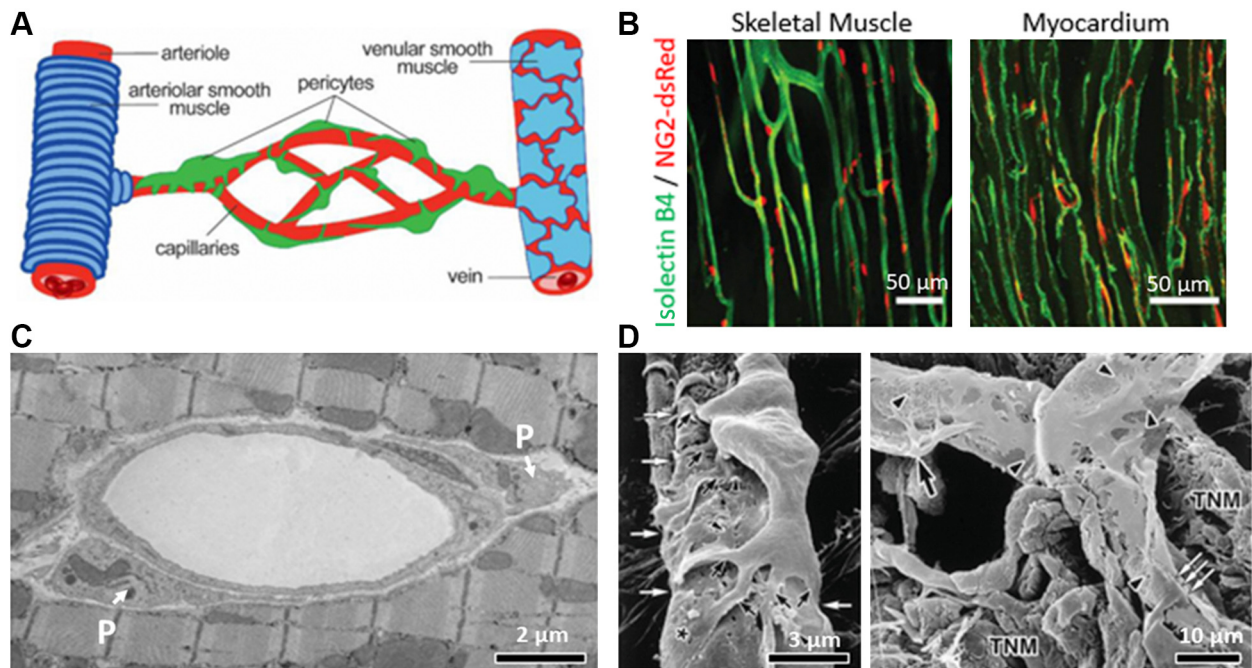 A
arteriole
arteriolar smooth
muscle
pericytes
venular smooth
muscle
capillaries
vein
B
Skeletal Muscle
Myocardium
Isolectin B4 / NG2-dsRed
50 µm
50 µm
C
P
P
2 µm
D
*
3 µm
TNM
TNM
10 µm